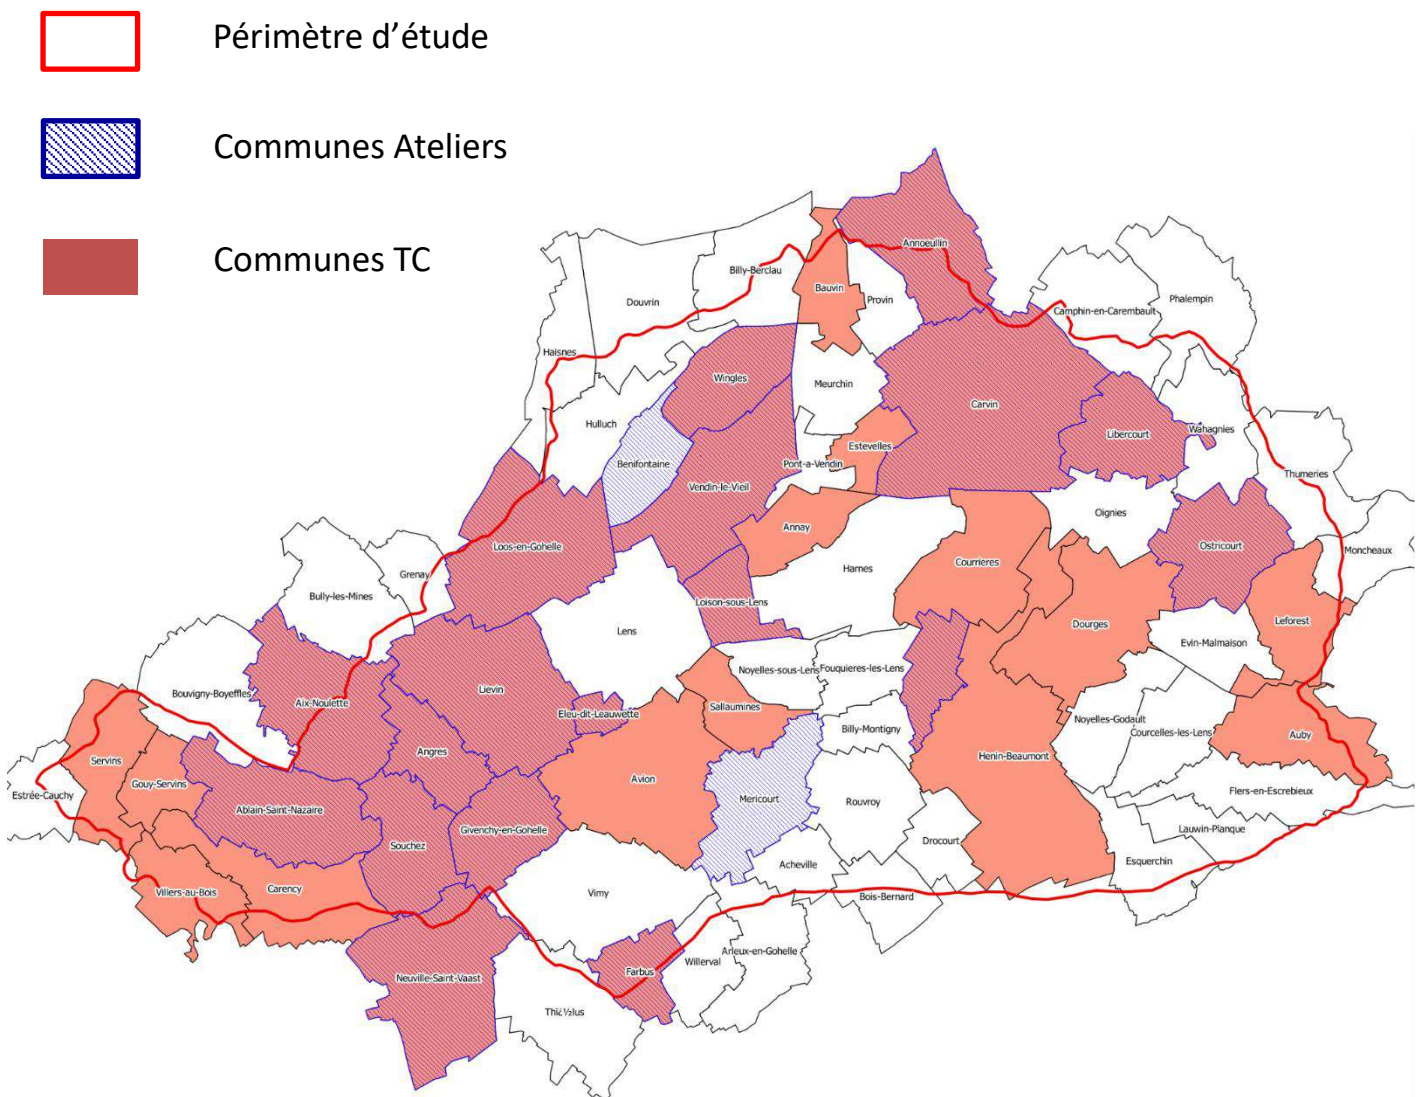 Périmètre d’étude
Communes Ateliers
Communes TC
Annoeullin
Billy-Berclau
Bauvin
Provin
Douvrin
Phalempin
Camphin-en-Carembault
Haisnes
Wingles
Meurchin
Carvin
Hulluch
Libercourt
Wahagnies
Estevelles
Benifontaine
Pont-a-Vendin
Thumeries
Vendin-le-Vieil
Oignies
Annay
Loos-en-Gohelle
Ostricourt
Moncheaux
Courrieres
Harnes
Grenay
Bully-les-Mines
Loison-sous-Lens
Leforest
Dourges
Lens
Evin-Malmaison
Noyelles-sous-Lens
Fouquieres-les-Lens
Lievin
Bouvigny-Boyeffles
Aix-Noulette
Sallaumines
Eleu-dit-Leauwette
Noyelles-Godault
Billy-Montigny
Courcelles-les-Lens
Auby
Angres
Henin-Beaumont
Servins
Avion
Gouy-Servins
Flers-en-Escrebieux
Estrée-Cauchy
Mericourt
Rouvroy
Ablain-Saint-Nazaire
Givenchy-en-Gohelle
Lauwin-Planque
Drocourt
Souchez
Esquerchin
Acheville
Carency
Villers-au-Bois
Vimy
Bois-Bernard
Arleux-en-Gohelle
Willerval
Farbus
Neuville-Saint-Vaast
Thï¿½lus